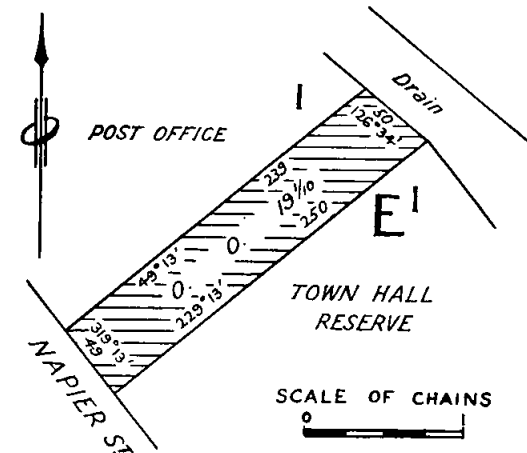 Drain
I
50
126°34'
POST OFFICE
239
19 1/10
250
E I
49°13'
0.
0.
229°13'
TOWN HALL
RESERVE
319°13'
49
NAPIER ST
SCALE OF CHAINS
0 1